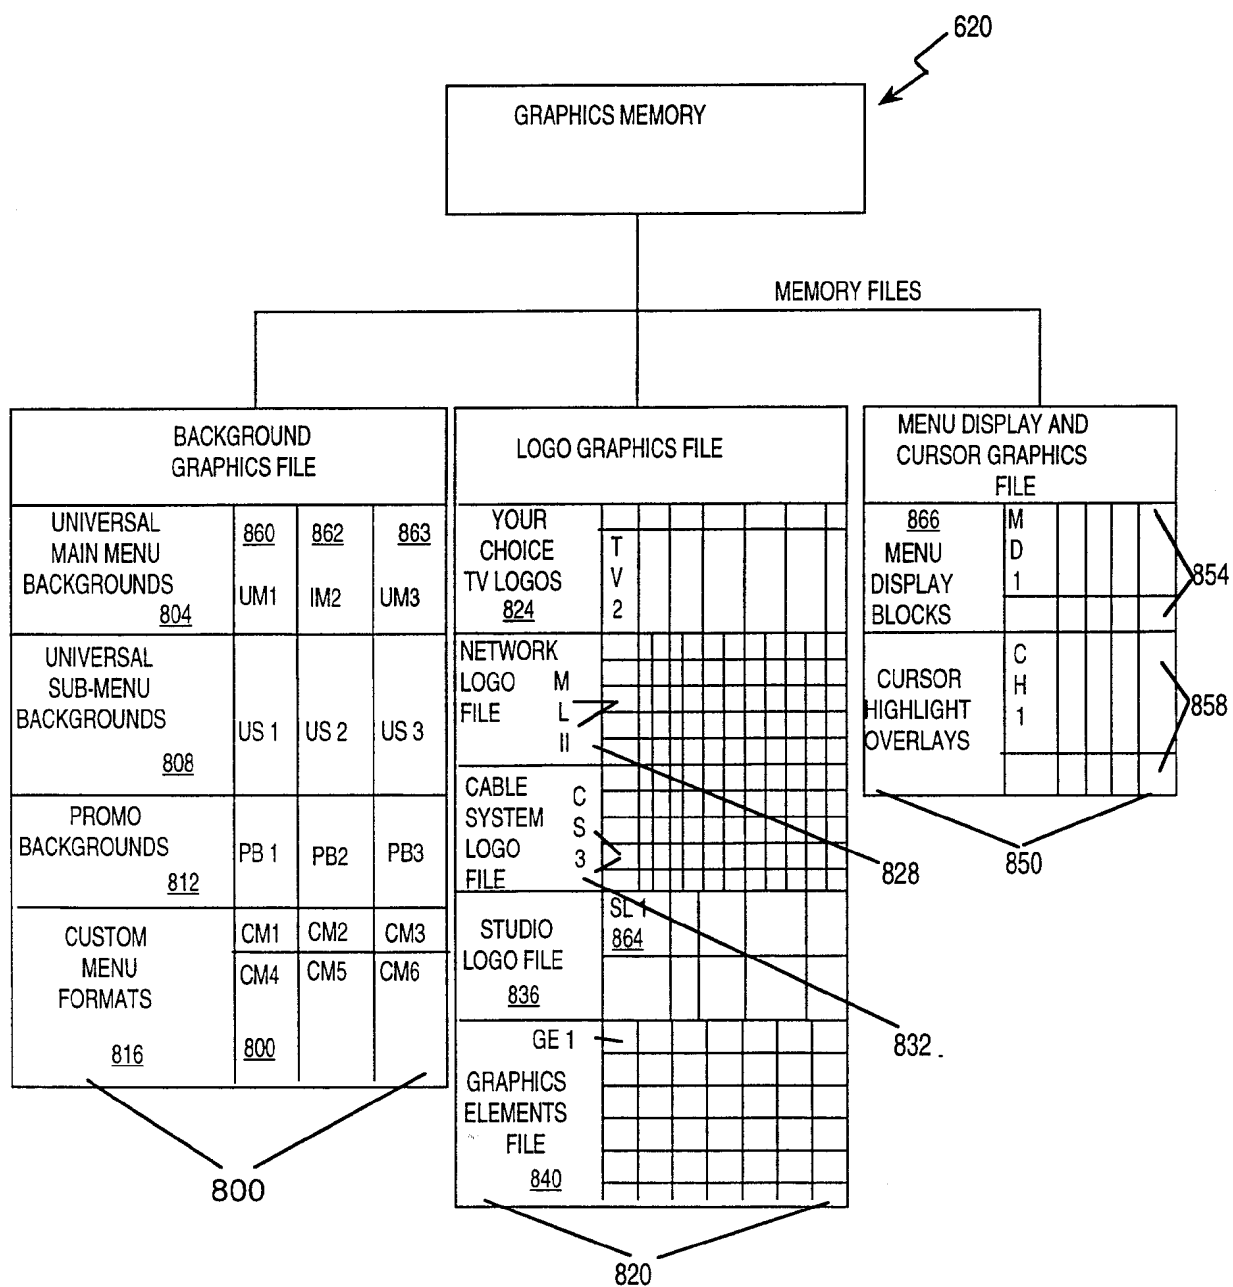 620
GRAPHICS MEMORY
MEMORY FILES
BACKGROUND
GRAPHICS FILE
UNIVERSAL
MAIN MENU
BACKGROUNDS
804
860 862 863
UM1 IM2 UM3
UNIVERSAL
SUB-MENU
BACKGROUNDS
808
US 1 US 2 US 3
PROMO
BACKGROUNDS
812
PB 1 PB2 PB3
CUSTOM
MENU
FORMATS
816
CM1 CM2 CM3
CM4 CM5 CM6
800
800
LOGO GRAPHICS FILE
YOUR
CHOICE
TV LOGOS
824
T
V
2
NETWORK
LOGO
FILE
M
L
II
828
CABLE
SYSTEM
LOGO
FILE
C
S
3
832
STUDIO
LOGO FILE
836
SL 1
864
GE 1
GRAPHICS
ELEMENTS
FILE
840
820
MENU DISPLAY AND
CURSOR GRAPHICS
FILE
866
MENU
DISPLAY
BLOCKS
M
D
1
854
CURSOR
HIGHLIGHT
OVERLAYS
C
H
1
858
850